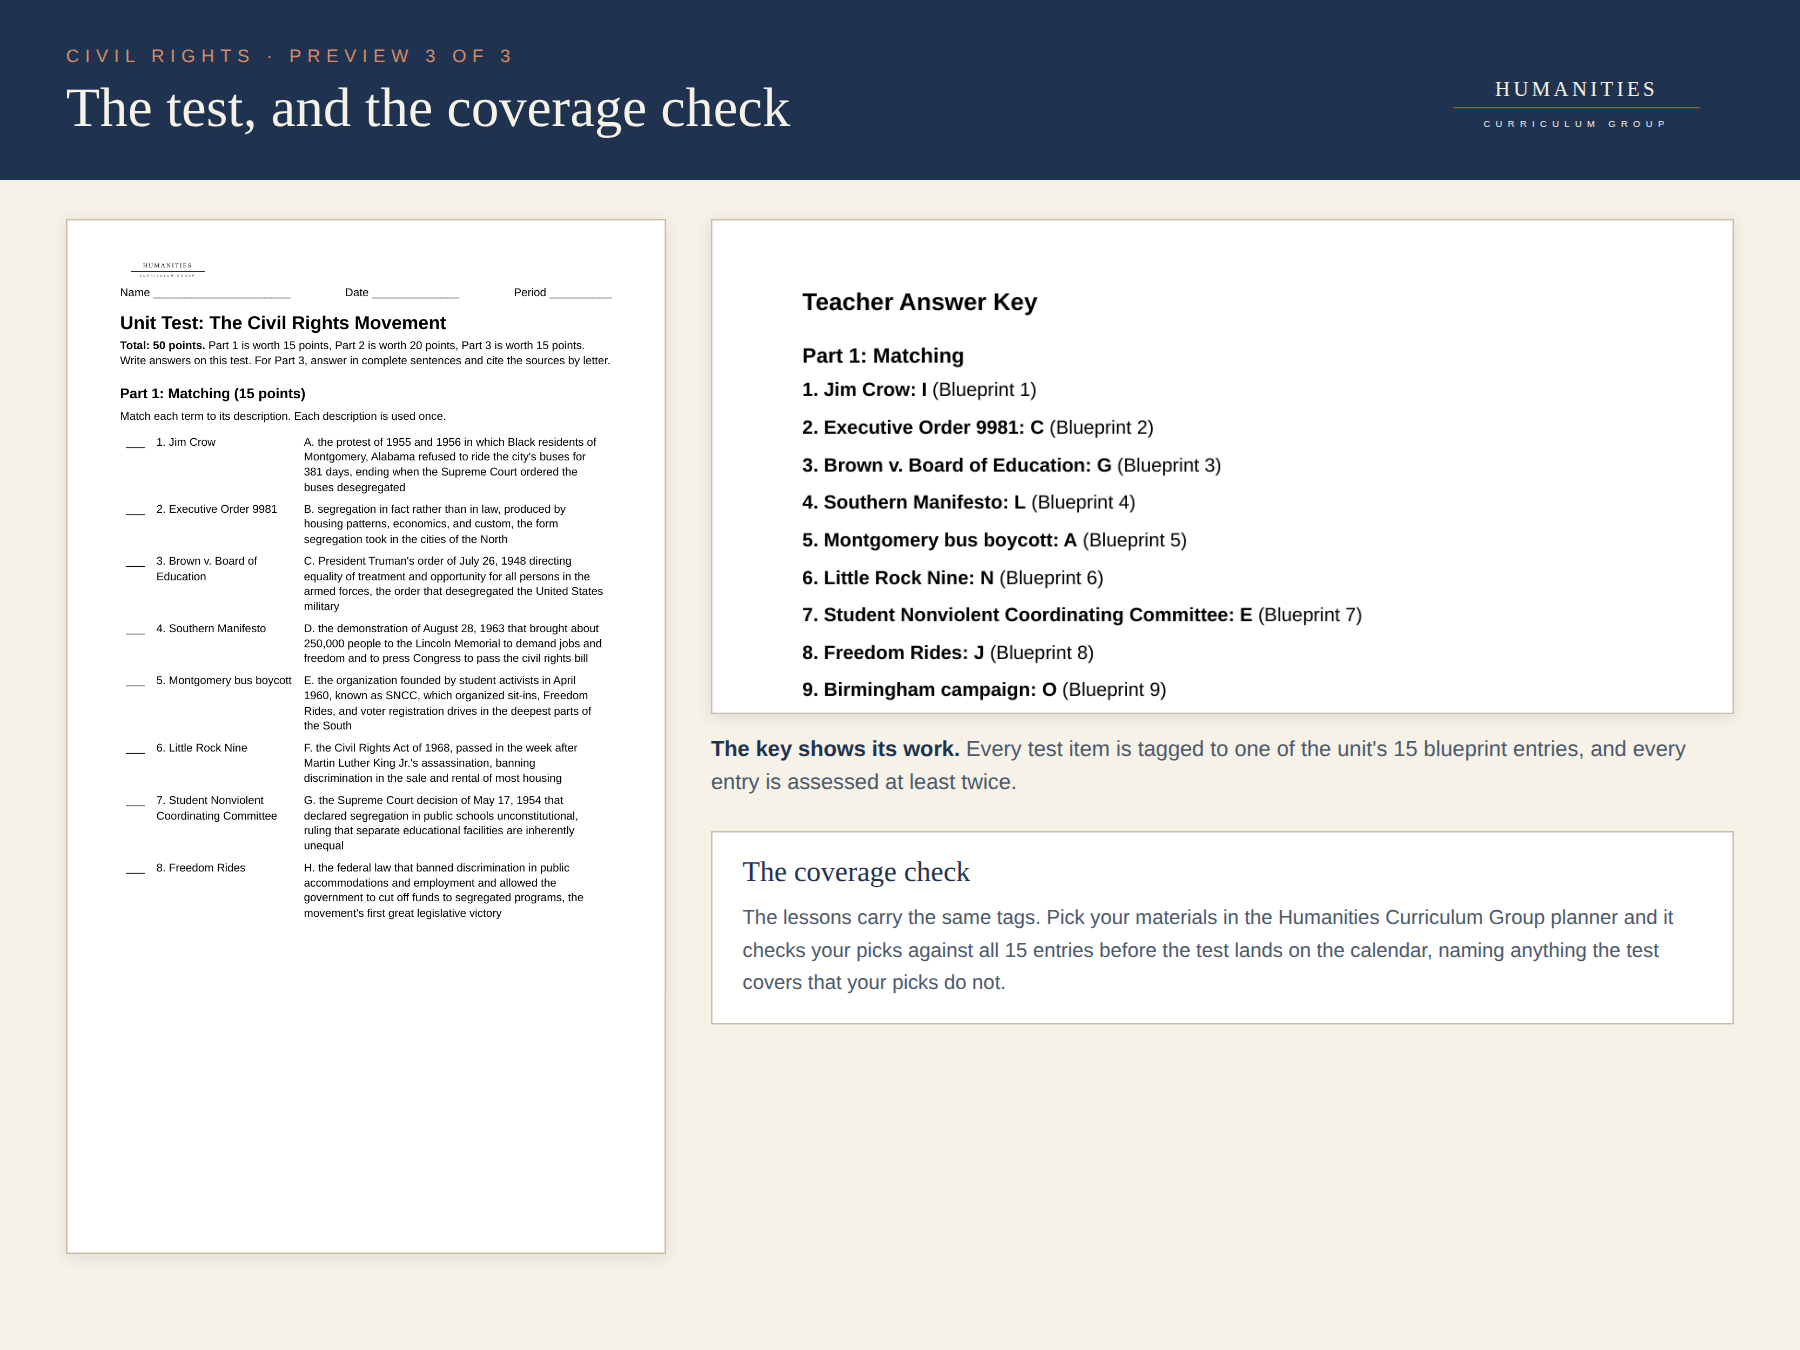 CIVIL RIGHTS · PREVIEW 3 OF 3
The test, and the coverage check
HUMANITIES
CURRICULUM GROUP
HUMANITIES
CURRICULUM GROUP
Name ______________________ Date ______________ Period __________
Unit Test: The Civil Rights Movement
Total: 50 points. Part 1 is worth 15 points, Part 2 is worth 20 points, Part 3 is worth 15 points.
Write answers on this test. For Part 3, answer in complete sentences and cite the sources by letter.
Part 1: Matching (15 points)
Match each term to its description. Each description is used once.
___ 1. Jim Crow
A. the protest of 1955 and 1956 in which Black residents of
Montgomery, Alabama refused to ride the city's buses for
381 days, ending when the Supreme Court ordered the
buses desegregated
___ 2. Executive Order 9981
B. segregation in fact rather than in law, produced by
housing patterns, economics, and custom, the form
segregation took in the cities of the North
___ 3. Brown v. Board of
Education
C. President Truman's order of July 26, 1948 directing
equality of treatment and opportunity for all persons in the
armed forces, the order that desegregated the United States
military
___ 4. Southern Manifesto
D. the demonstration of August 28, 1963 that brought about
250,000 people to the Lincoln Memorial to demand jobs and
freedom and to press Congress to pass the civil rights bill
___ 5. Montgomery bus boycott
E. the organization founded by student activists in April
1960, known as SNCC, which organized sit-ins, Freedom
Rides, and voter registration drives in the deepest parts of
the South
___ 6. Little Rock Nine
F. the Civil Rights Act of 1968, passed in the week after
Martin Luther King Jr.'s assassination, banning
discrimination in the sale and rental of most housing
___ 7. Student Nonviolent
Coordinating Committee
G. the Supreme Court decision of May 17, 1954 that
declared segregation in public schools unconstitutional,
ruling that separate educational facilities are inherently
unequal
___ 8. Freedom Rides
H. the federal law that banned discrimination in public
accommodations and employment and allowed the
government to cut off funds to segregated programs, the
movement's first great legislative victory
Teacher Answer Key
Part 1: Matching
1. Jim Crow: I (Blueprint 1)
2. Executive Order 9981: C (Blueprint 2)
3. Brown v. Board of Education: G (Blueprint 3)
4. Southern Manifesto: L (Blueprint 4)
5. Montgomery bus boycott: A (Blueprint 5)
6. Little Rock Nine: N (Blueprint 6)
7. Student Nonviolent Coordinating Committee: E (Blueprint 7)
8. Freedom Rides: J (Blueprint 8)
9. Birmingham campaign: O (Blueprint 9)
The key shows its work. Every test item is tagged to one of the unit's 15 blueprint entries, and every
entry is assessed at least twice.
The coverage check
The lessons carry the same tags. Pick your materials in the Humanities Curriculum Group planner and it
checks your picks against all 15 entries before the test lands on the calendar, naming anything the test
covers that your picks do not.